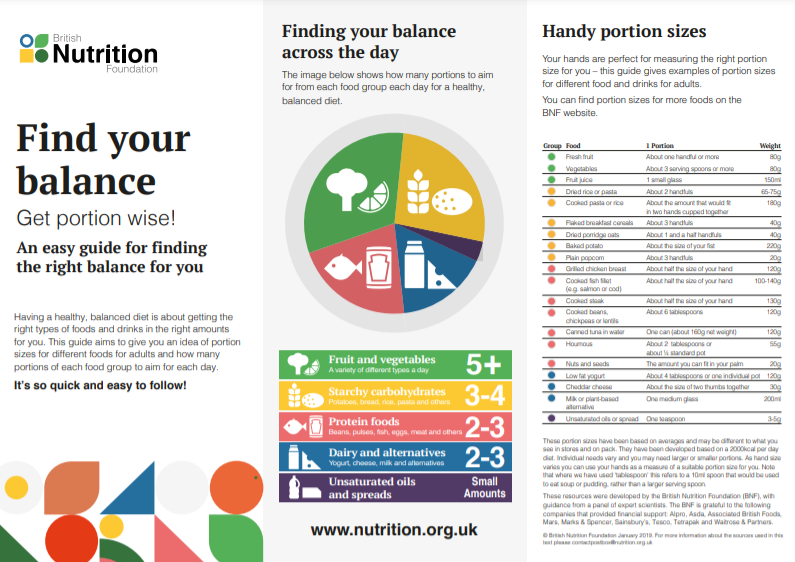 British
Nutrition
Foundation
Find your
balance
Get portion wise!
An easy guide for finding
the right balance for you
Having a healthy, balanced diet is about getting the
right types of foods and drinks in the right amounts
for you. This guide aims to give you an idea of portion
sizes for different foods for adults and how many
portions of each food group to aim for each day.
It's so quick and easy to follow!
Finding your balance
across the day
The image below shows how many portions to aim
for from each food group each day for a healthy,
balanced diet.
Fruit and vegetables 5+
A variety of different types a day
Starchy carbohydrates 3-4
Potatoes, bread, rice, pasta and others
Protein foods 2-3
Beans, pulses, fish, eggs, meat and others
Dairy and alternatives 2-3
Yogurt, cheese, milk and alternatives
Unsaturated oils Small
and spreads Amounts
www.nutrition.org.uk
Handy portion sizes
Your hands are perfect for measuring the right portion
size for you – this guide gives examples of portion sizes
for different food and drinks for adults.
You can find portion sizes for more foods on the
BNF website.
Group Food 1 Portion Weight
Fresh fruit About one handful or more 80g
Vegetables About 3 serving spoons or more 80g
Fruit juice 1 small glass 150ml
Dried rice or pasta About 2 handfuls 65-75g
Cooked pasta or rice About the amount that would fit 180g
in two hands cupped together
Flaked breakfast cereals About 3 handfuls 40g
Dried porridge oats About 1 and a half handfuls 40g
Baked potato About the size of your fist 220g
Plain popcorn About 3 handfuls 20g
Grilled chicken breast About half the size of your hand 120g
Cooked fish fillet About half the size of your hand 100-140g
(e.g. salmon or cod)
Cooked steak About half the size of your hand 130g
Cooked beans, About 6 tablespoons 120g
chickpeas or lentils
Canned tuna in water One can (about 160g net weight) 120g
Houmous About 2 tablespoons or 55g
about ½ standard pot
Nuts and seeds The amount you can fit in your palm 20g
Low fat yogurt About 4 tablespoons or one individual pot 120g
Cheddar cheese About the size of two thumbs together 30g
Milk or plant-based One medium glass 200ml
alternative
Unsaturated oils or spread One teaspoon 3-5g
These portion sizes have been based on averages and may be different to what you
see in stores and on pack. They have been developed based on a 2000kcal per day
diet. Individual needs vary and you may need larger or smaller portions. As hand size
varies you can use your hands as a measure of a suitable portion size for you. Note
that where we have used 'tablespoon' this refers to a 10ml spoon that would be used
to eat soup or pudding, rather than a larger serving spoon.
These resources were developed by the British Nutrition Foundation (BNF), with
guidance from a panel of expert scientists. The BNF is grateful to the following
companies that provided financial support: Alpro, Asda, Associated British Foods,
Mars, Marks & Spencer, Sainsbury's, Tesco, Tetrapak and Waitrose & Partners.
© British Nutrition Foundation January 2019. For more information about the sources used in this
text please contactpostbox@nutrition.org.uk